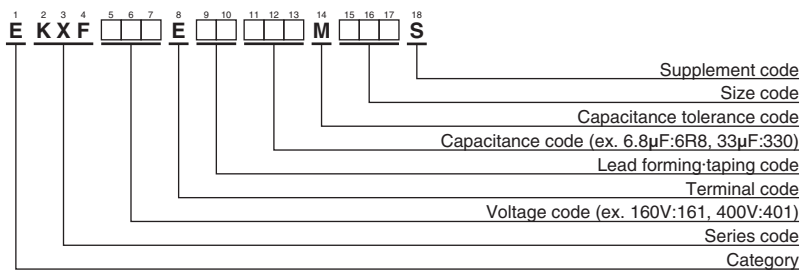 1 2 3 4 5 6 7 8 9 10 11 12 13 14 15 16 17 18
E KXF E M S
Supplement code
Size code
Capacitance tolerance code
Capacitance code (ex. 6.8µF:6R8, 33µF:330)
Lead forming·taping code
Terminal code
Voltage code (ex. 160V:161, 400V:401)
Series code
Category